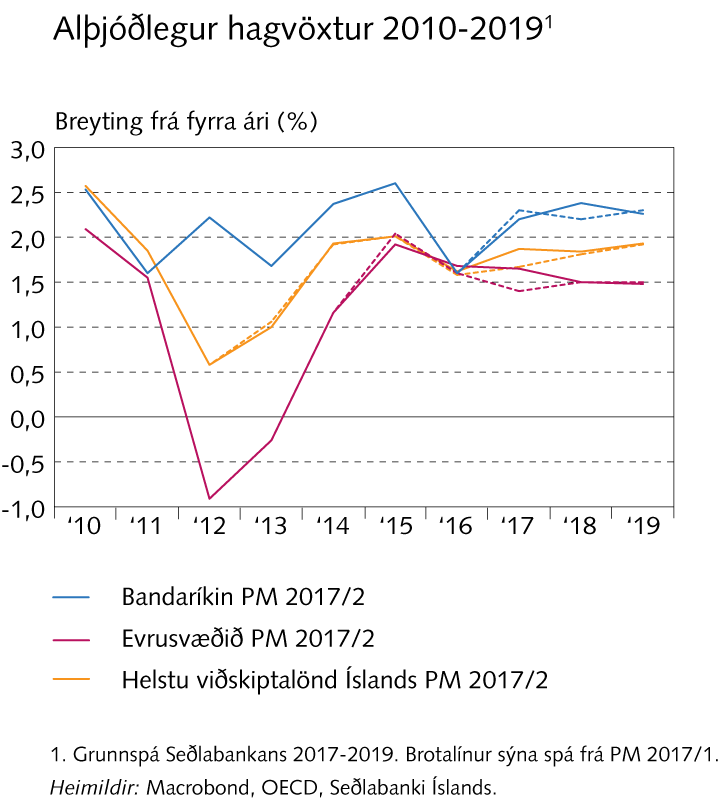 Alþjóðlegur hagvöxtur 2010-2019¹
Breyting frá fyrra ári (%)
3,0
2,5
2,0
1,5
1,0
0,5
0,0
-0,5
-1,0
‘10 ‘11 ‘12 ‘13 ‘14 ‘15 ‘16 ‘17 ‘18 ‘19
Bandaríkin PM 2017/2
Evrusvæðið PM 2017/2
Helstu viðskiptalönd Íslands PM 2017/2
1. Grunnspá Seðlabankans 2017-2019. Brotalínur sýna spá frá PM 2017/1.
Heimildir: Macrobond, OECD, Seðlabanki Íslands.